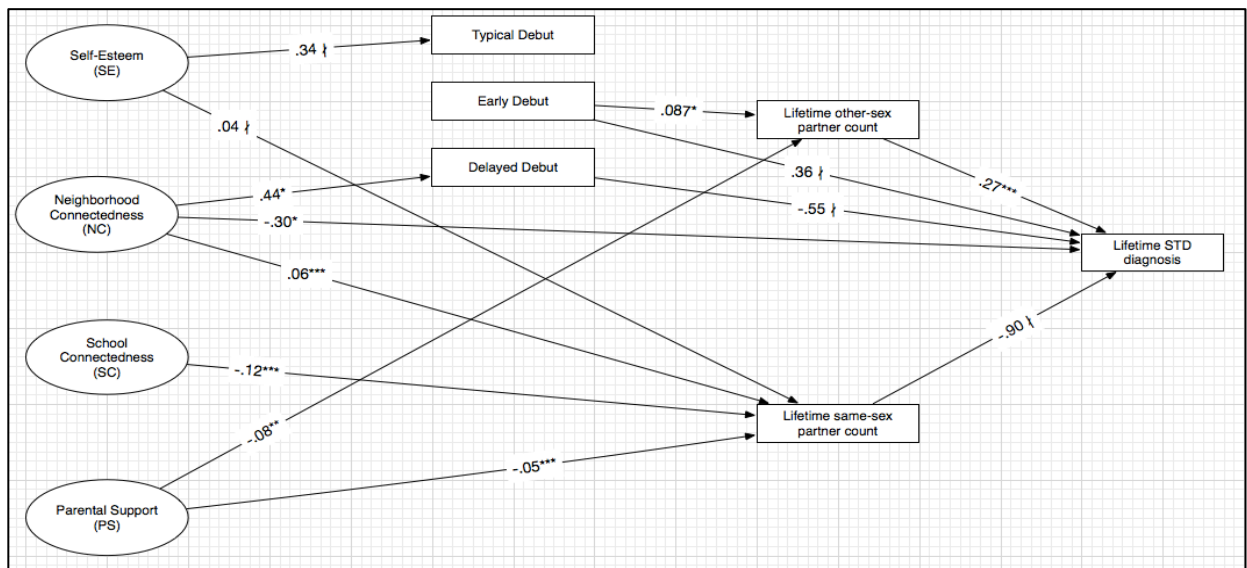 Self-Esteem
(SE)
.34 ∤
Typical Debut
Early Debut
.087*
Lifetime other-sex
partner count
.04 ∤
Delayed Debut
.36 ∤
.27***
Neighborhood
Connectedness
(NC)
.44*
-.30*
-.55 ∤
Lifetime STD
diagnosis
.06***
School
Connectedness
(SC)
-.12***
-.90 ∤
Lifetime same-sex
partner count
-.08**
-.05***
Parental Support
(PS)